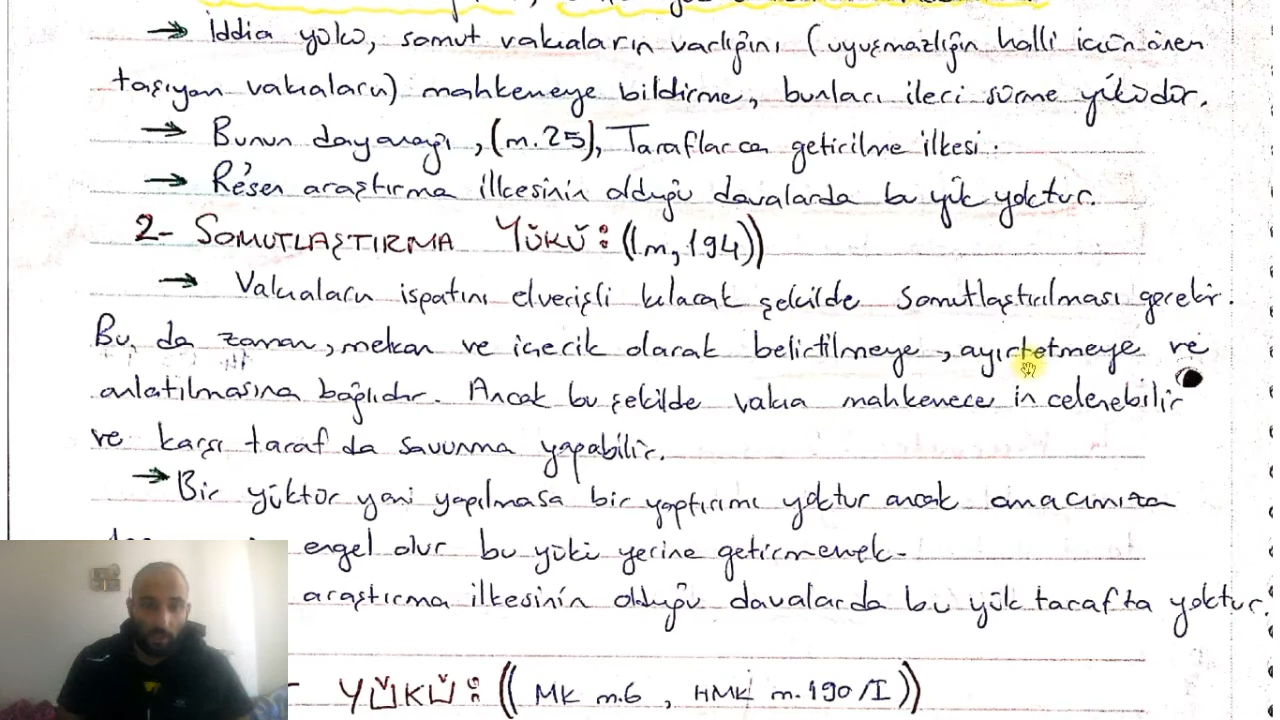 → İddia yükü, somut vakıaların varlığını (uyuşmazlığın halli için önem
taşıyan vakıaların) mahkemeye bildirme, bunları ileri sürme yüküdür.
→ Bunun dayanağı, (m.25), Taraflarca getirilme ilkesi.
→ Re'sen araştırma ilkesinin olduğu davalarda bu yük yoktur.
2- SOMUTLAŞTIRMA YÜKÜ: ((m, 194))
→ Vakıaların ispatını elverişli kılacak şekilde somutlaştırılması gerekir.
Bu da zaman, mekan ve içerik olarak belirtilmeye, ayırtetmeye ve
anlatılmasına bağlıdır. Ancak bu şekilde vakıa mahkemece incelenebilir
ve karşı taraf da savunma yapabilir.
→ Bir yüktür yani yapılmasa bir yaptırımı yoktur ancak amacımıza
engel olur bu yükü yerine getirmemek.
araştırma ilkesinin olduğu davalarda bu yük tarafta yoktur.
YÜKÜ: ((MK m.6, HMK m.190/I))